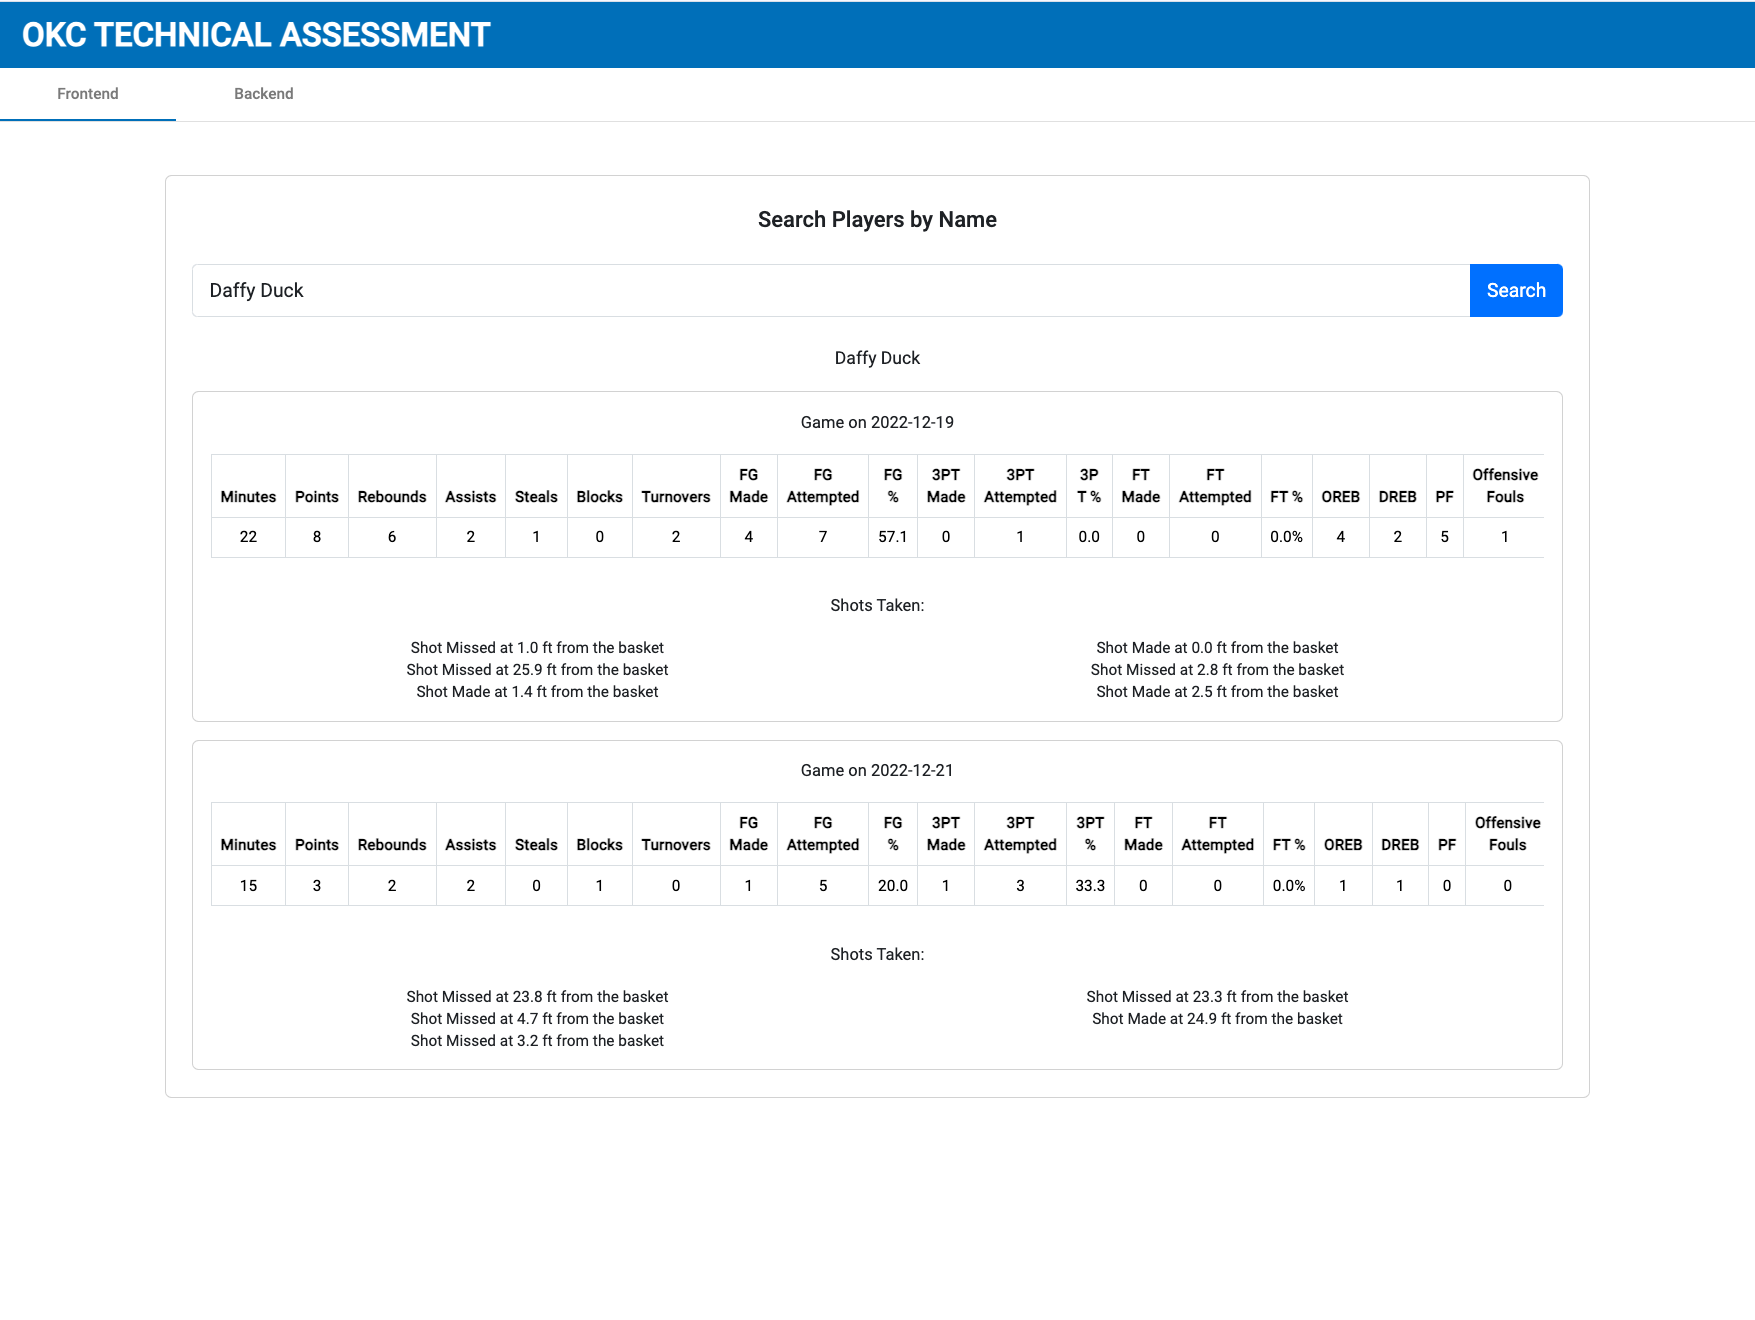 OKC TECHNICAL ASSESSMENT
Frontend Backend
Search Players by Name
Daffy Duck Search
Daffy Duck
Game on 2022-12-19
Minutes Points Rebounds Assists Steals Blocks Turnovers FG Made FG Attempted FG % 3PT Made 3PT Attempted 3P T % FT Made FT Attempted FT % OREB DREB PF Offensive Fouls
22 8 6 2 1 0 2 4 7 57.1 0 1 0.0 0 0 0.0% 4 2 5 1
Shots Taken:
Shot Missed at 1.0 ft from the basket Shot Made at 0.0 ft from the basket
Shot Missed at 25.9 ft from the basket Shot Missed at 2.8 ft from the basket
Shot Made at 1.4 ft from the basket Shot Made at 2.5 ft from the basket
Game on 2022-12-21
Minutes Points Rebounds Assists Steals Blocks Turnovers FG Made FG Attempted FG % 3PT Made 3PT Attempted 3PT % FT Made FT Attempted FT % OREB DREB PF Offensive Fouls
15 3 2 2 0 1 0 1 5 20.0 1 3 33.3 0 0 0.0% 1 1 0 0
Shots Taken:
Shot Missed at 23.8 ft from the basket Shot Missed at 23.3 ft from the basket
Shot Missed at 4.7 ft from the basket Shot Made at 24.9 ft from the basket
Shot Missed at 3.2 ft from the basket